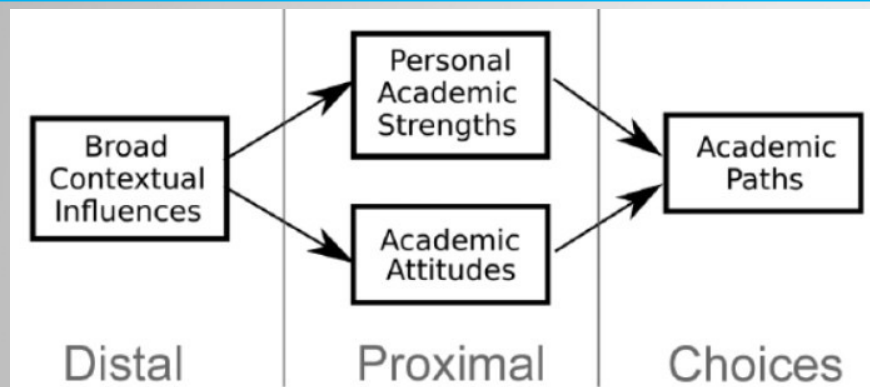 Broad
Contextual
Influences
Personal
Academic
Strengths
Academic
Attitudes
Academic
Paths
Distal
Proximal
Choices